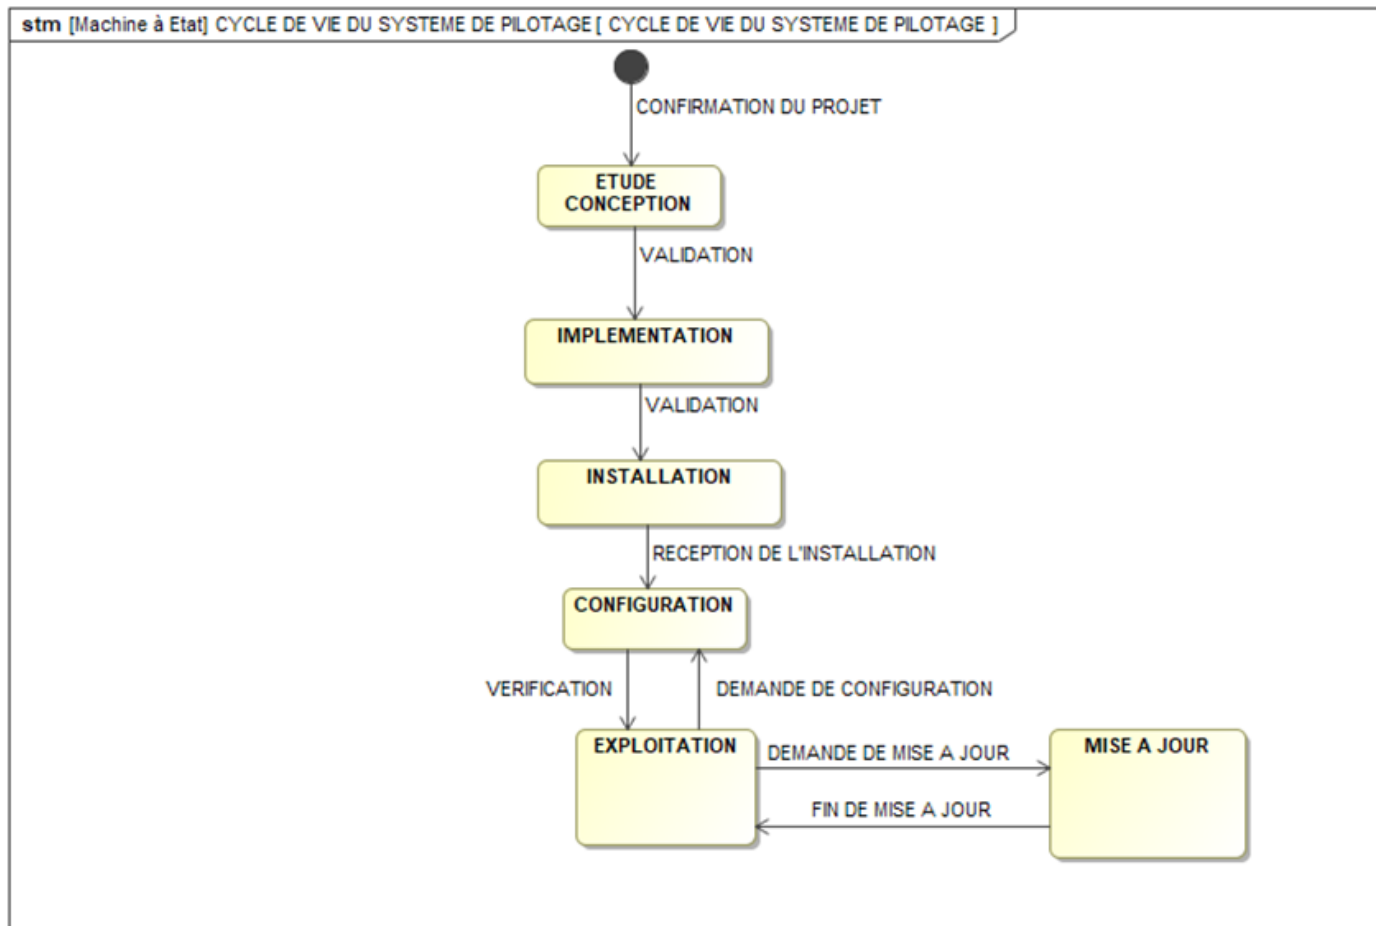 stm [Machine à Etat] CYCLE DE VIE DU SYSTEME DE PILOTAGE [ CYCLE DE VIE DU SYSTEME DE PILOTAGE ]
CONFIRMATION DU PROJET
ETUDE
CONCEPTION
VALIDATION
IMPLEMENTATION
VALIDATION
INSTALLATION
RECEPTION DE L'INSTALLATION
CONFIGURATION
VERIFICATION
DEMANDE DE CONFIGURATION
EXPLOITATION
DEMANDE DE MISE A JOUR
MISE A JOUR
FIN DE MISE A JOUR